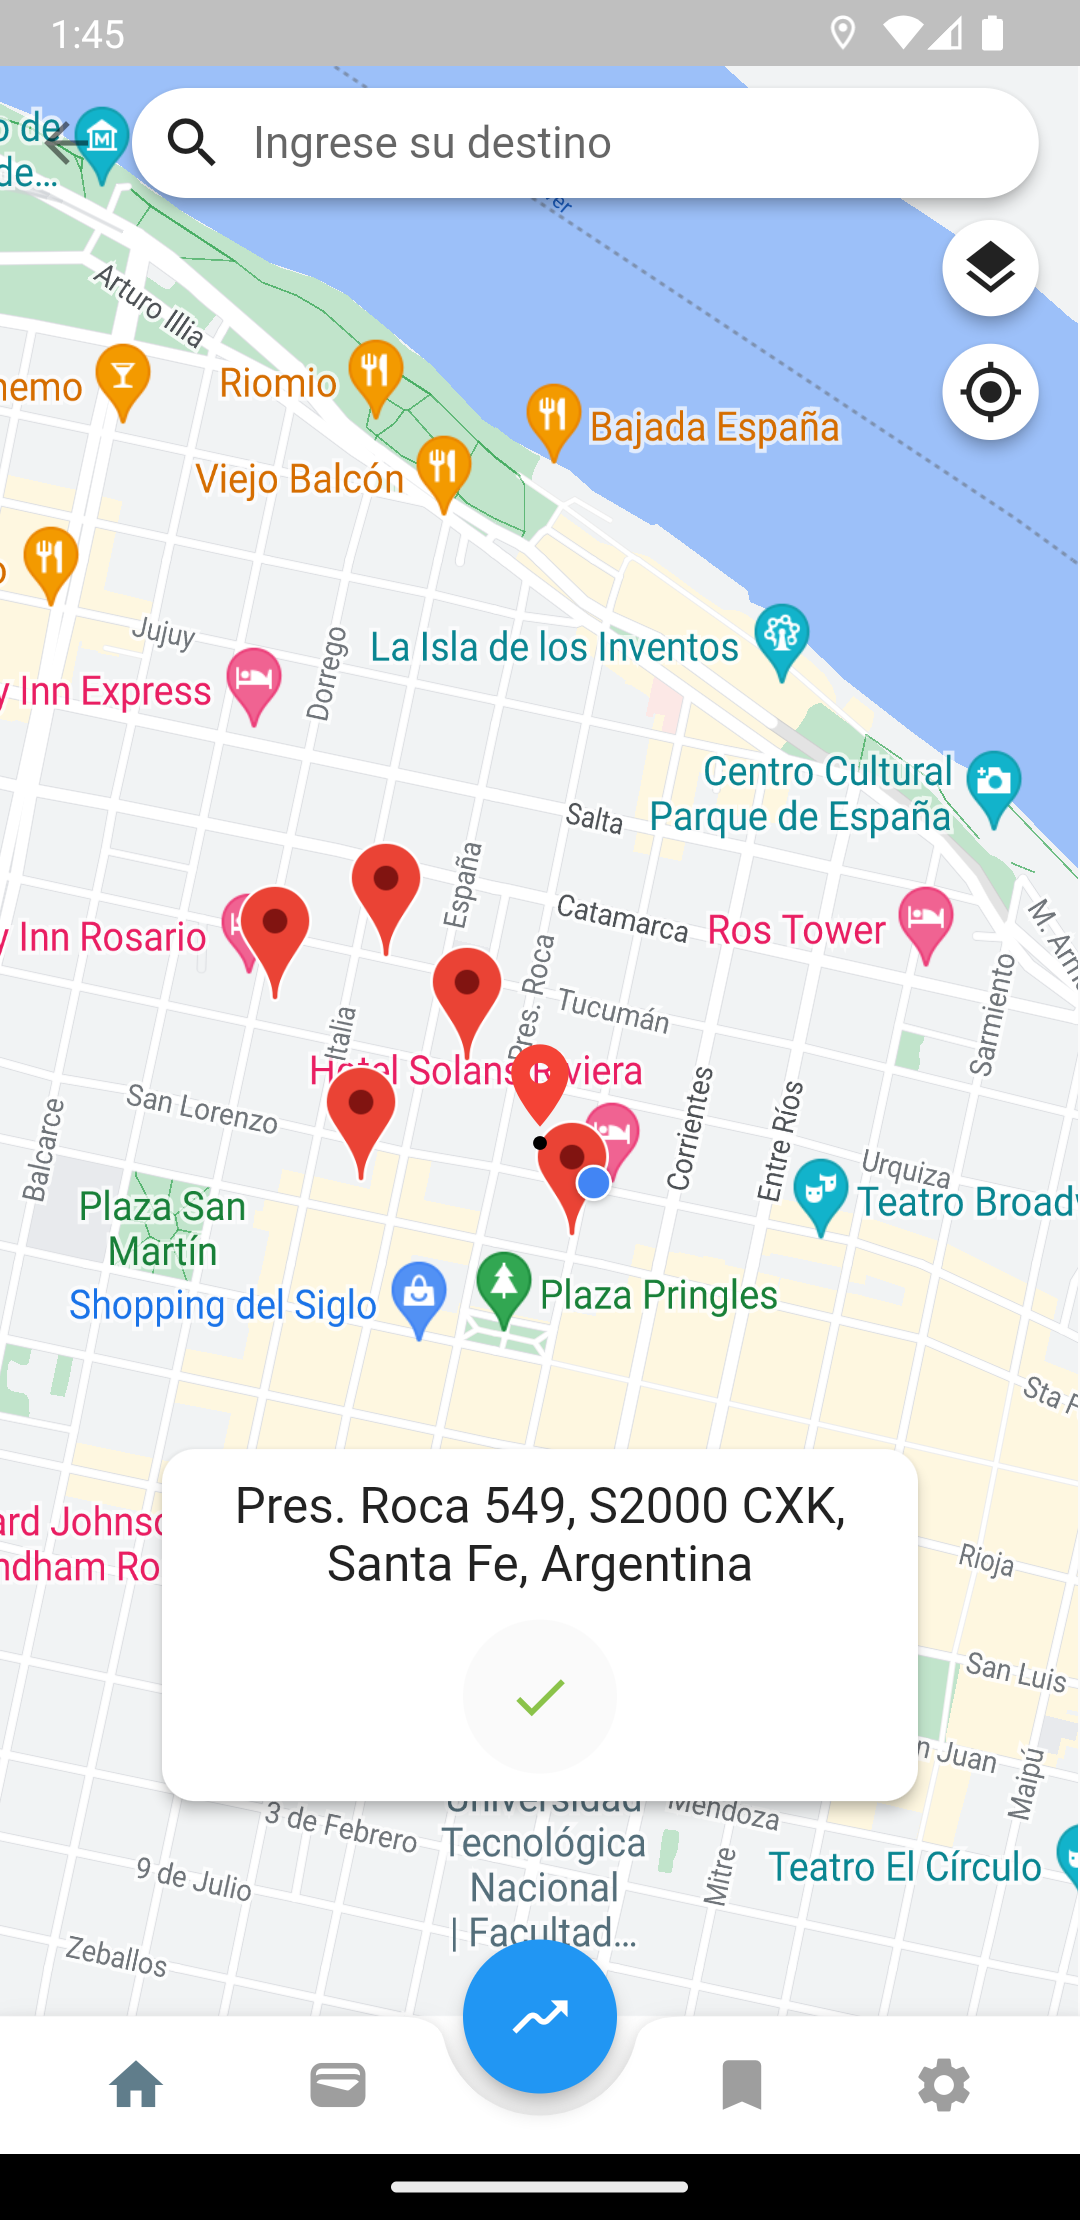 1:45
Ingrese su destino
o de
de...
Arturo Illia
Riomio
Bajada España
Viejo Balcón
Jujuy
Dorrego
La Isla de los Inventos
y Inn Express
Centro Cultural
Parque de España
Salta
España
Catamarca
Ros Tower
M. Arm
y Inn Rosario
Pres. Roca
Tucumán
Sarmiento
Italia
Hotel Solans Riviera
San Lorenzo
Corrientes
Entre Ríos
Balcarce
Urquiza
Teatro Broadw
Plaza San
Martín
Plaza Pringles
Shopping del Siglo
Sta F
Pres. Roca 549, S2000 CXK,
Santa Fe, Argentina
ard Johnso
ndham Ro
Rioja
San Luis
n Juan
Maipú
Mendoza
3 de Febrero
Universidad
Tecnológica
Nacional
| Facultad...
Mitre
Teatro El Círculo
9 de Julio
Zeballos